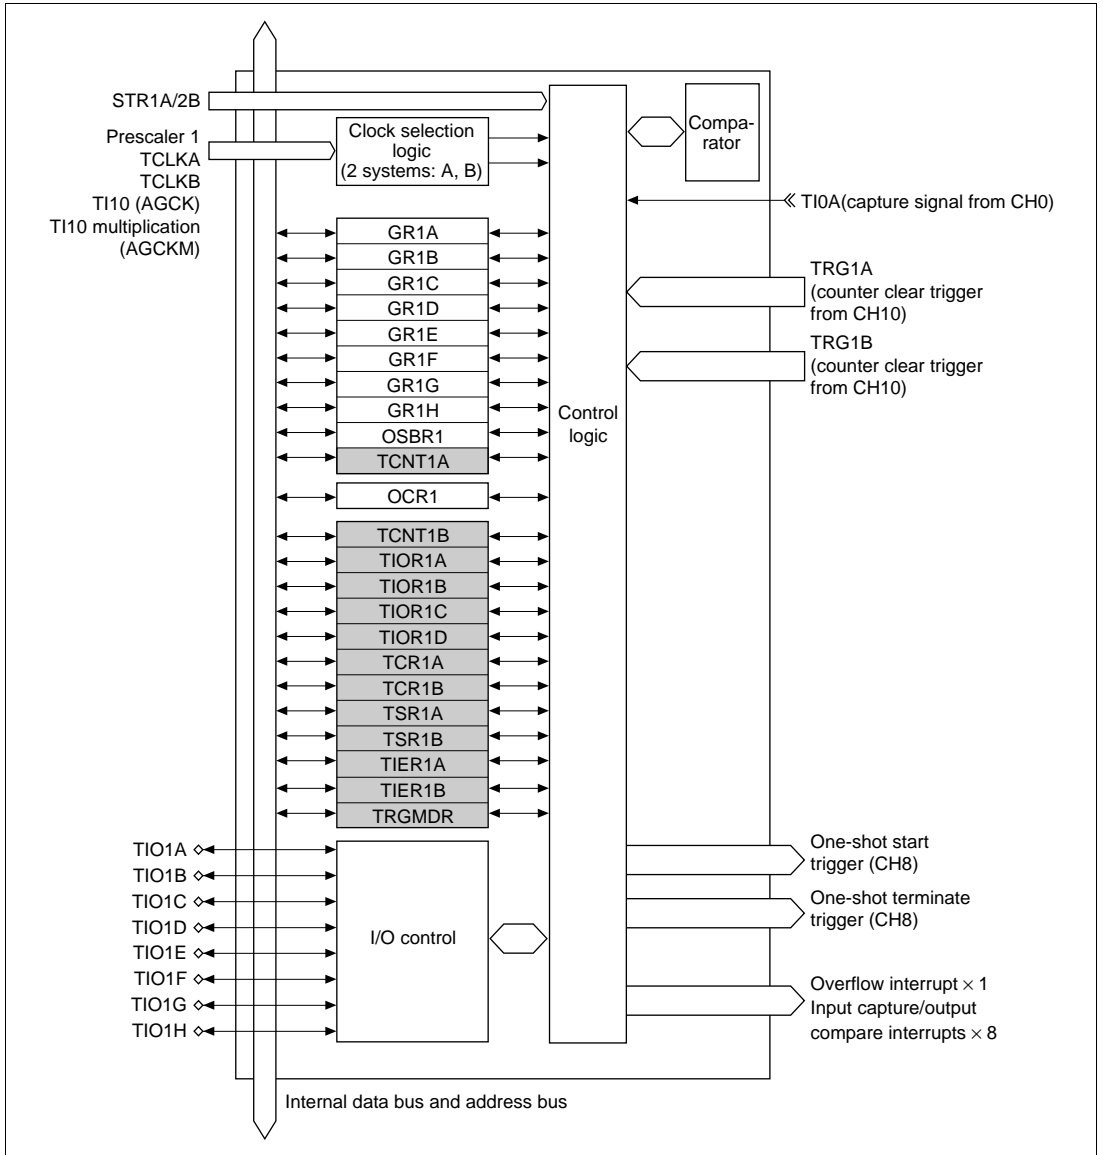 STR1A/2B
Prescaler 1
TCLKA
TCLKB
TI10 (AGCK)
TI10 multiplication
(AGCKM)
Clock selection
logic
(2 systems: A, B)
Compa-
rator
TI0A(capture signal from CH0)
TRG1A
(counter clear trigger
from CH10)
TRG1B
(counter clear trigger
from CH10)
GR1A
GR1B
GR1C
GR1D
GR1E
GR1F
GR1G
GR1H
OSBR1
TCNT1A
OCR1
TCNT1B
TIOR1A
TIOR1B
TIOR1C
TIOR1D
TCR1A
TCR1B
TSR1A
TSR1B
TIER1A
TIER1B
TRGMDR
Control
logic
TIO1A
TIO1B
TIO1C
TIO1D
TIO1E
TIO1F
TIO1G
TIO1H
I/O control
One-shot start
trigger (CH8)
One-shot terminate
trigger (CH8)
Overflow interrupt × 1
Input capture/output
compare interrupts × 8
Internal data bus and address bus